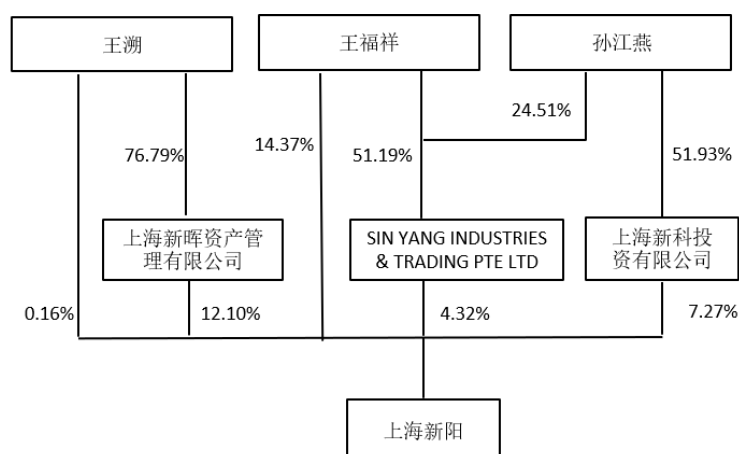 王溯
王福祥
孙江燕
24.51%
14.37%
76.79%
51.19%
51.93%
上海新晖资产管
理有限公司
SIN YANG INDUSTRIES
& TRADING PTE LTD
上海新科投
资有限公司
0.16%
12.10%
4.32%
7.27%
上海新阳